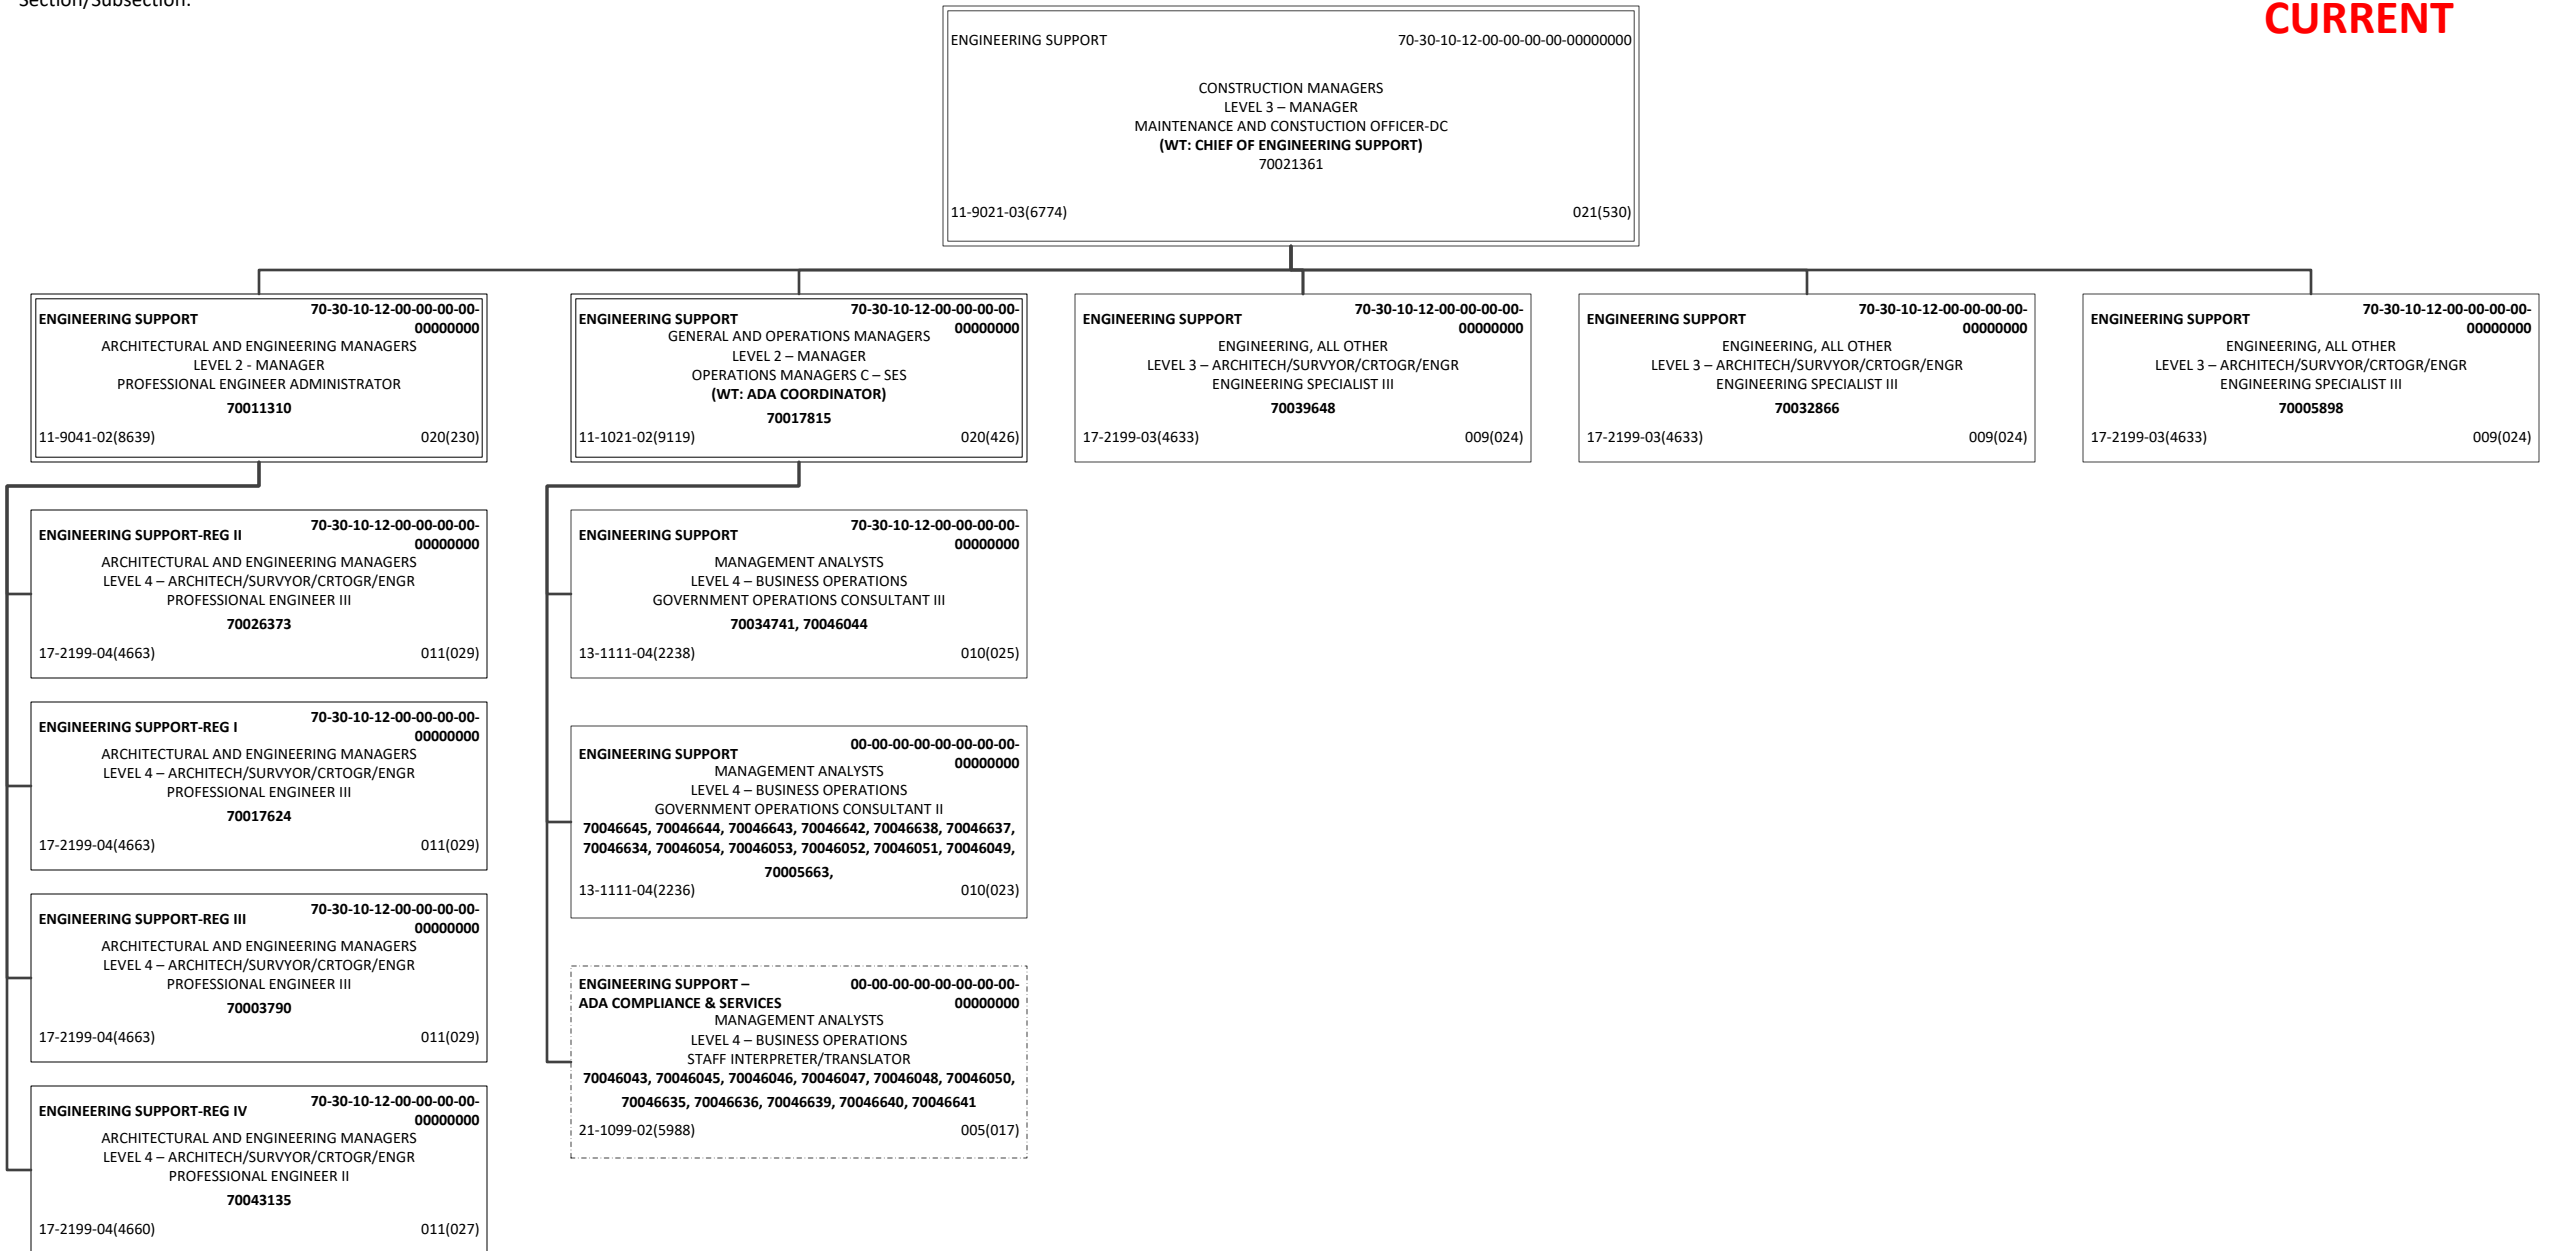 Section/Subsection:
CURRENT
ENGINEERING SUPPORT 70-30-10-12-00-00-00-00-00000000
CONSTRUCTION MANAGERS
LEVEL 3 – MANAGER
MAINTENANCE AND CONSTUCTION OFFICER-DC
(WT: CHIEF OF ENGINEERING SUPPORT)
70021361
11-9021-03(6774) 021(530)
ENGINEERING SUPPORT 70-30-10-12-00-00-00-00-
00000000
ARCHITECTURAL AND ENGINEERING MANAGERS
LEVEL 2 - MANAGER
PROFESSIONAL ENGINEER ADMINISTRATOR
70011310
11-9041-02(8639) 020(230)
ENGINEERING SUPPORT 70-30-10-12-00-00-00-00-
00000000
GENERAL AND OPERATIONS MANAGERS
LEVEL 2 – MANAGER
OPERATIONS MANAGERS C – SES
(WT: ADA COORDINATOR)
70017815
11-1021-02(9119) 020(426)
ENGINEERING SUPPORT 70-30-10-12-00-00-00-00-
00000000
ENGINEERING, ALL OTHER
LEVEL 3 – ARCHITECH/SURVYOR/CRTOGR/ENGR
ENGINEERING SPECIALIST III
70039648
17-2199-03(4633) 009(024)
ENGINEERING SUPPORT 70-30-10-12-00-00-00-00-
00000000
ENGINEERING, ALL OTHER
LEVEL 3 – ARCHITECH/SURVYOR/CRTOGR/ENGR
ENGINEERING SPECIALIST III
70032866
17-2199-03(4633) 009(024)
ENGINEERING SUPPORT 70-30-10-12-00-00-00-00-
00000000
ENGINEERING, ALL OTHER
LEVEL 3 – ARCHITECH/SURVYOR/CRTOGR/ENGR
ENGINEERING SPECIALIST III
70005898
17-2199-03(4633) 009(024)
ENGINEERING SUPPORT-REG II 70-30-10-12-00-00-00-00-
00000000
ARCHITECTURAL AND ENGINEERING MANAGERS
LEVEL 4 – ARCHITECH/SURVYOR/CRTOGR/ENGR
PROFESSIONAL ENGINEER III
70026373
17-2199-04(4663) 011(029)
ENGINEERING SUPPORT-REG I 70-30-10-12-00-00-00-00-
00000000
ARCHITECTURAL AND ENGINEERING MANAGERS
LEVEL 4 – ARCHITECH/SURVYOR/CRTOGR/ENGR
PROFESSIONAL ENGINEER III
70017624
17-2199-04(4663) 011(029)
ENGINEERING SUPPORT-REG III 70-30-10-12-00-00-00-00-
00000000
ARCHITECTURAL AND ENGINEERING MANAGERS
LEVEL 4 – ARCHITECH/SURVYOR/CRTOGR/ENGR
PROFESSIONAL ENGINEER III
70003790
17-2199-04(4663) 011(029)
ENGINEERING SUPPORT-REG IV 70-30-10-12-00-00-00-00-
00000000
ARCHITECTURAL AND ENGINEERING MANAGERS
LEVEL 4 – ARCHITECH/SURVYOR/CRTOGR/ENGR
PROFESSIONAL ENGINEER II
70043135
17-2199-04(4660) 011(027)
ENGINEERING SUPPORT 70-30-10-12-00-00-00-00-
00000000
MANAGEMENT ANALYSTS
LEVEL 4 – BUSINESS OPERATIONS
GOVERNMENT OPERATIONS CONSULTANT III
70034741, 70046044
13-1111-04(2238) 010(025)
ENGINEERING SUPPORT 00-00-00-00-00-00-00-00-
00000000
MANAGEMENT ANALYSTS
LEVEL 4 – BUSINESS OPERATIONS
GOVERNMENT OPERATIONS CONSULTANT II
70046645, 70046644, 70046643, 70046642, 70046638, 70046637,
70046634, 70046054, 70046053, 70046052, 70046051, 70046049,
70005663,
13-1111-04(2236) 010(023)
ENGINEERING SUPPORT – 00-00-00-00-00-00-00-00-
ADA COMPLIANCE & SERVICES 00000000
MANAGEMENT ANALYSTS
LEVEL 4 – BUSINESS OPERATIONS
STAFF INTERPRETER/TRANSLATOR
70046043, 70046045, 70046046, 70046047, 70046048, 70046050,
70046635, 70046636, 70046639, 70046640, 70046641
21-1099-02(5988) 005(017)